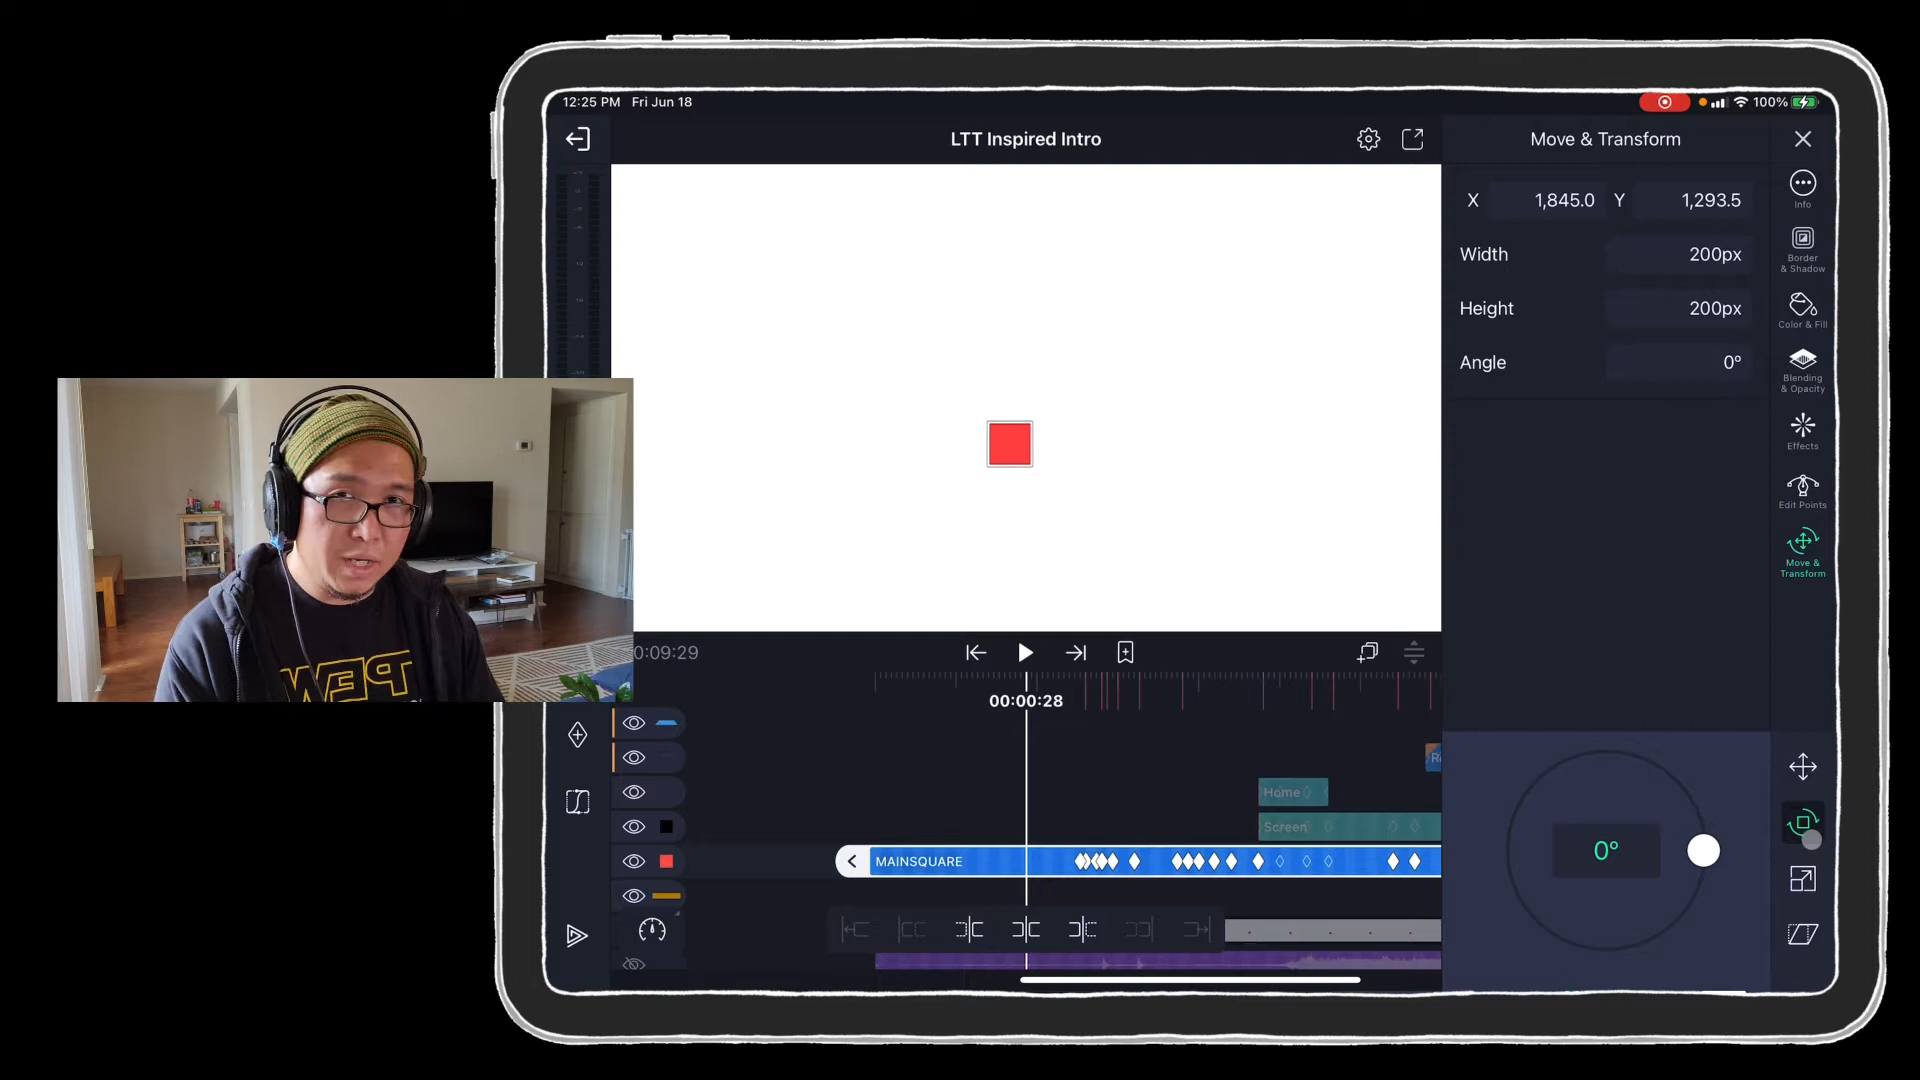 12:25 PM Fri Jun 18
100%
LTT Inspired Intro
Move & Transform
X 1,845.0 Y 1,293.5
Width 200px
Height 200px
Angle 0°
Info
Border
& Shadow
Color & Fill
Blending
& Opacity
Effects
Edit Points
Move &
Transform
0:09:29
00:00:28
Home
Screen
MAINSQUARE
0°